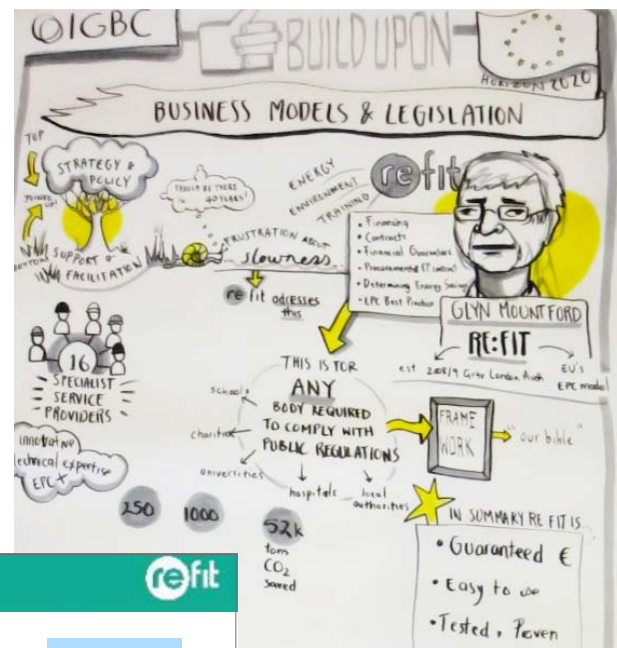 IGBC
BUILD UPON
HORIZON 2020
BUSINESS MODELS & LEGISLATION
TOP
JOINED UP!
BOTTOM
STRATEGY &
POLICY
SUPPORT &
FACILITATION
SHOULD BE THERE
IN 40 YEARS!
FRUSTRATION ABOUT
slowness
re fit adresses
this
ENERGY
ENVIRONMENT
TRAINING
refit
• Financing
• Contracts
• Financial Guarantees
• Determining Energy Savings
• EPC Best Practice
GLYN MOUNTFORD
RE:FIT
est 2008/9 London
EU's
EPC model
16
SPECIALIST
SERVICE
PROVIDERS
innovative
technical expertise
EPC
THIS IS FOR
ANY
BODY REQUIRED
TO COMPLY WITH
PUBLIC REGULATIONS
schools
charities
universities
hospitals
local
authorities
FRAME
WORK
"our bible"
250
1000
52k
tons
CO2
saved
IN SUMMARY RE FIT IS
• Guaranteed €
• Easy to use
• Tested, Proven
refit